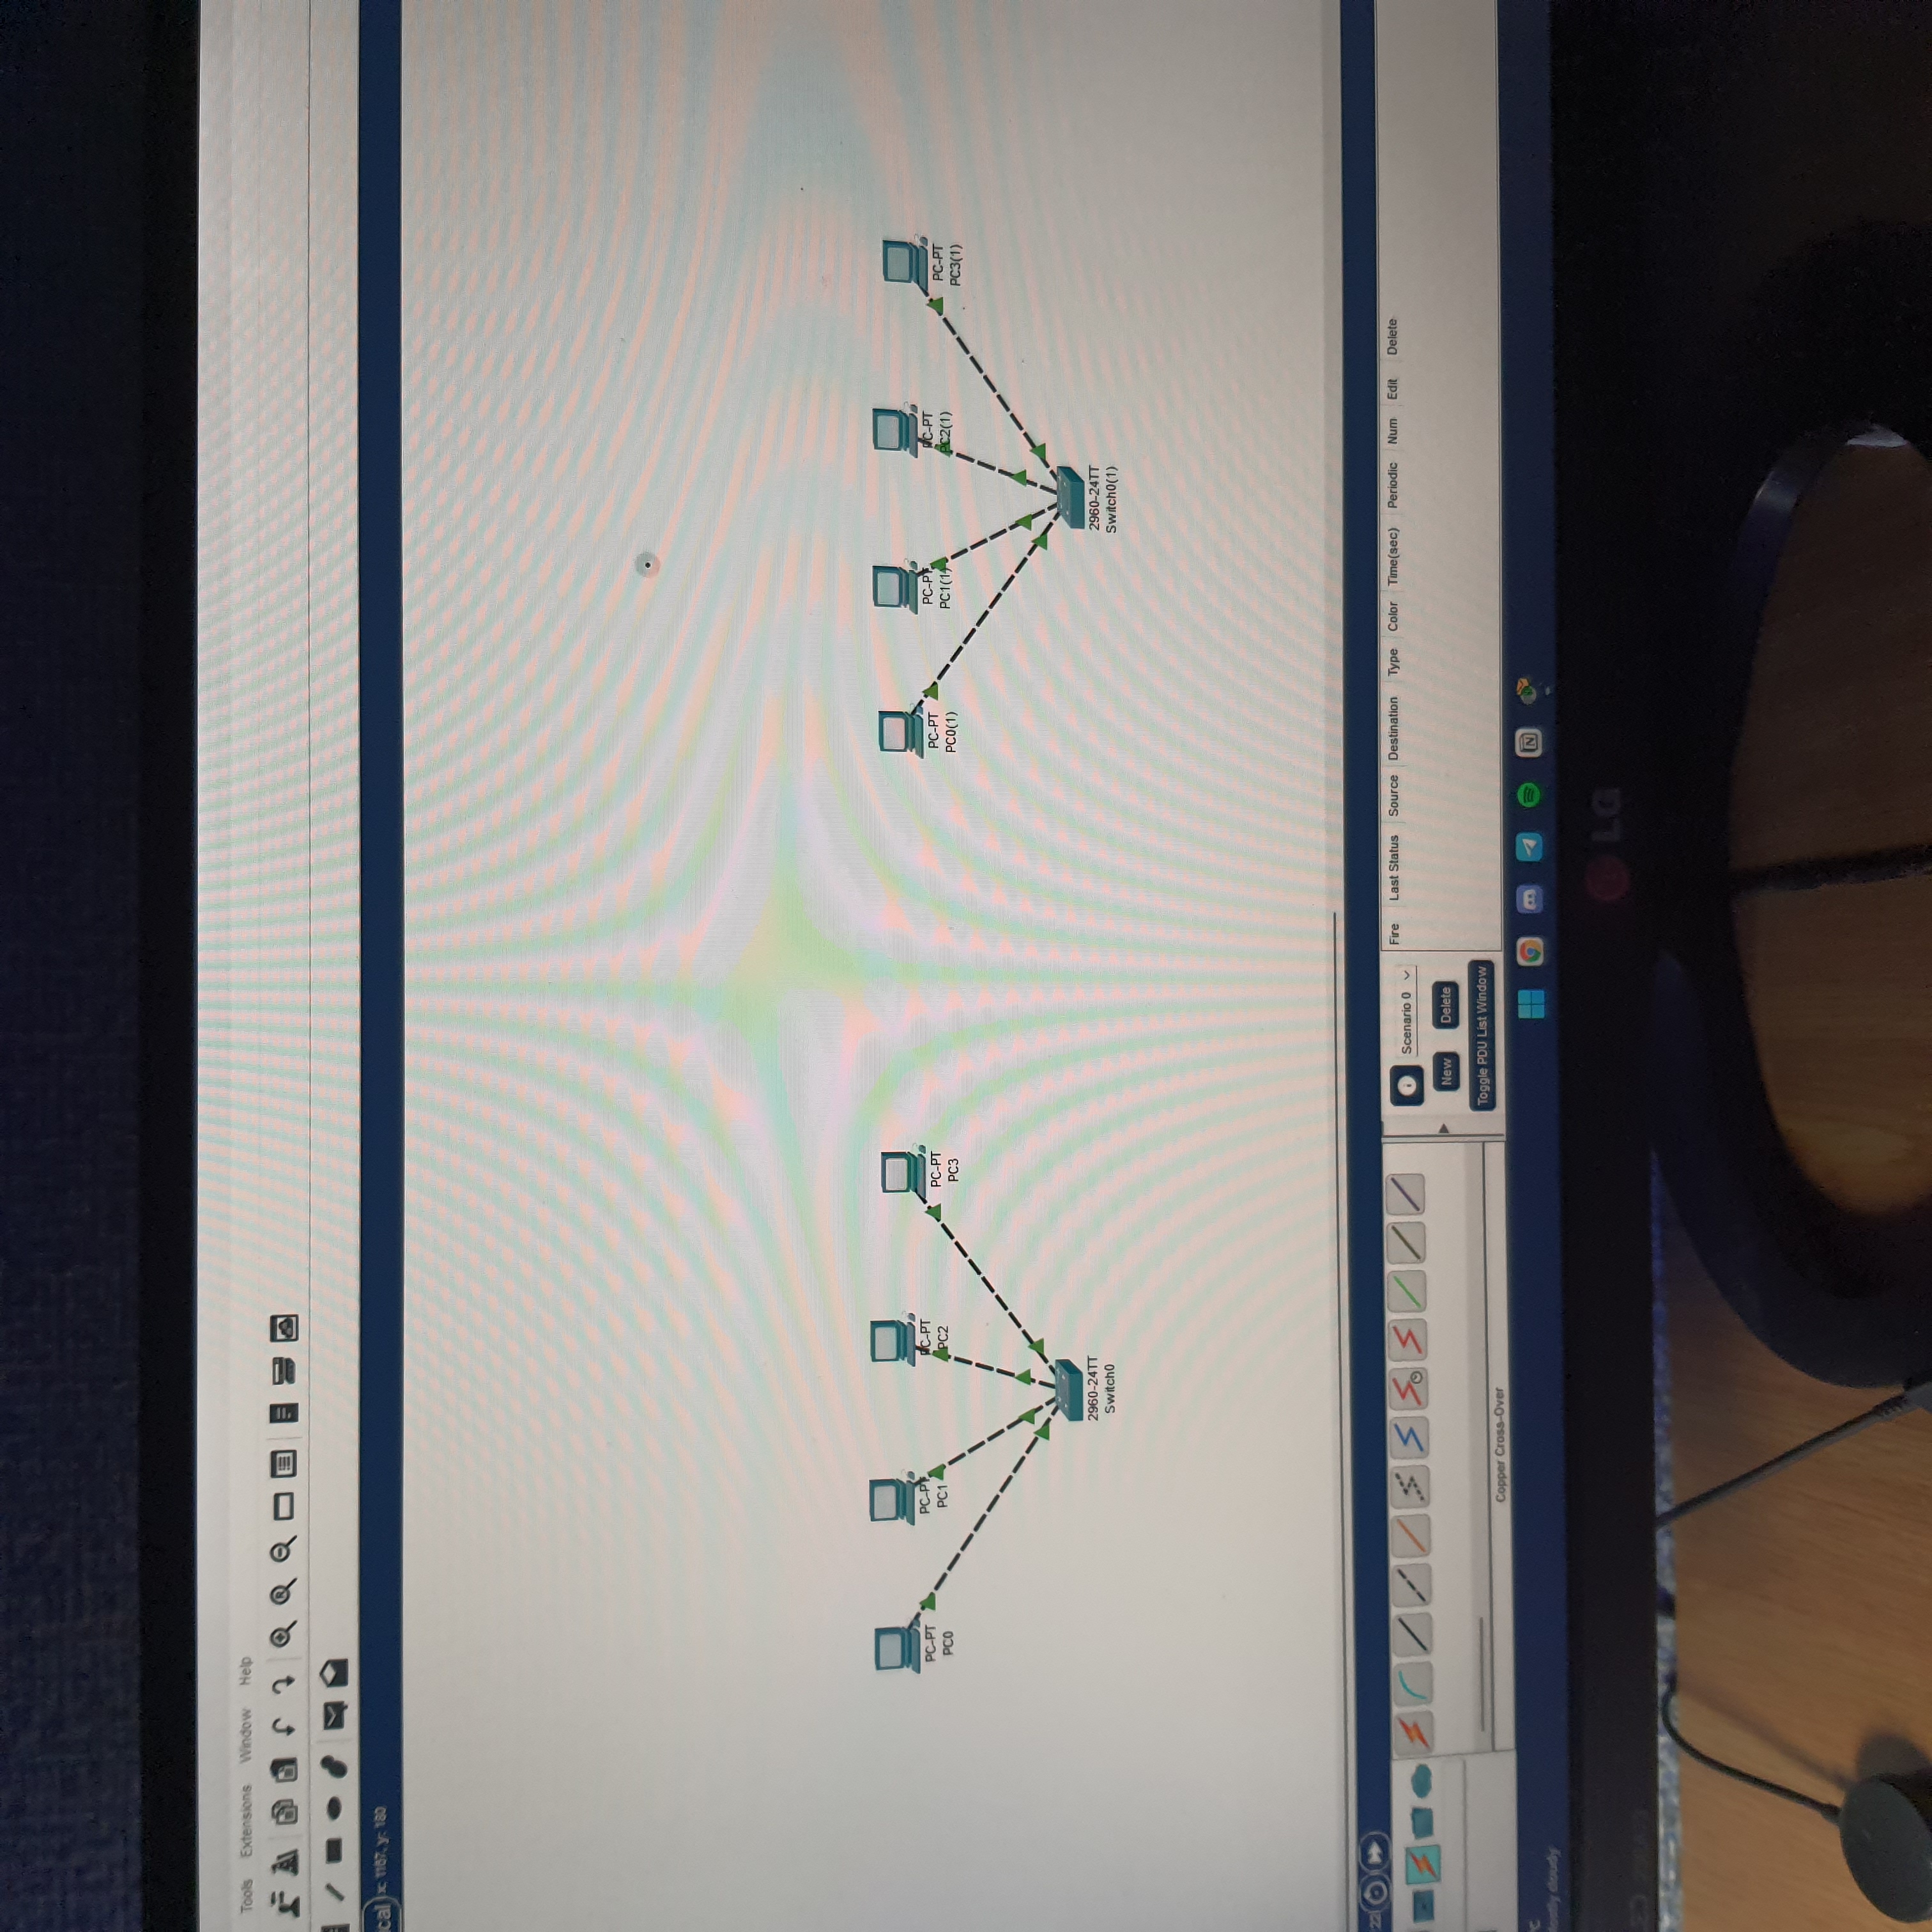 Tools Extensions Window Help
x: 1167, y: 180
PC-PT
PC0
PC-PT
PC1
PC-PT
PC2
PC-PT
PC3
2960-24TT
Switch0
PC-PT
PC0(1)
PC-PT
PC1(1)
PC-PT
PC2(1)
PC-PT
PC3(1)
2960-24TT
Switch0(1)
Scenario 0
New Delete
Toggle PDU List Window
Fire Last Status Source Destination Type Color Time(sec) Periodic Num Edit Delete
Copper Cross-Over
cloudy
LG